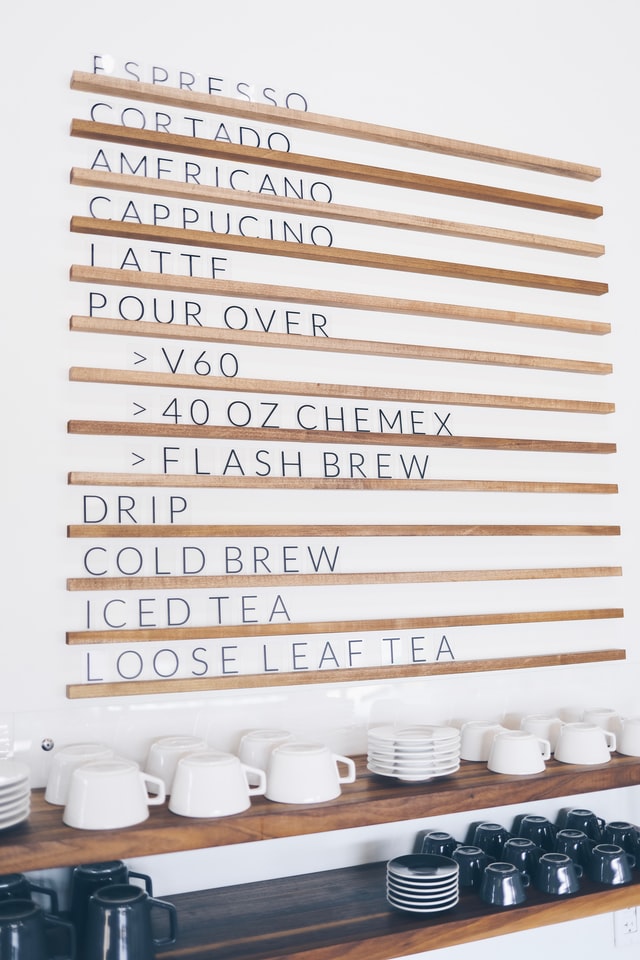 ESPRESSO
CORTADO
AMERICANO
CAPPUCINO
LATTE
POUR OVER
> V60
> 40 OZ CHEMEX
> FLASH BREW
DRIP
COLD BREW
ICED TEA
LOOSE LEAF TEA